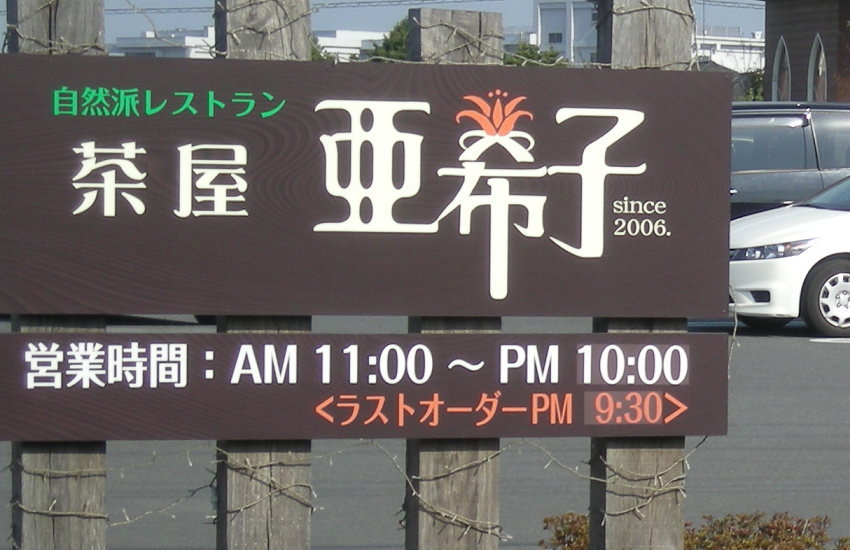 自然派レストラン
茶屋 亜希子
since
2006.
営業時間：AM 11:00 ～ PM 10:00
<ラストオーダーPM 9:30>